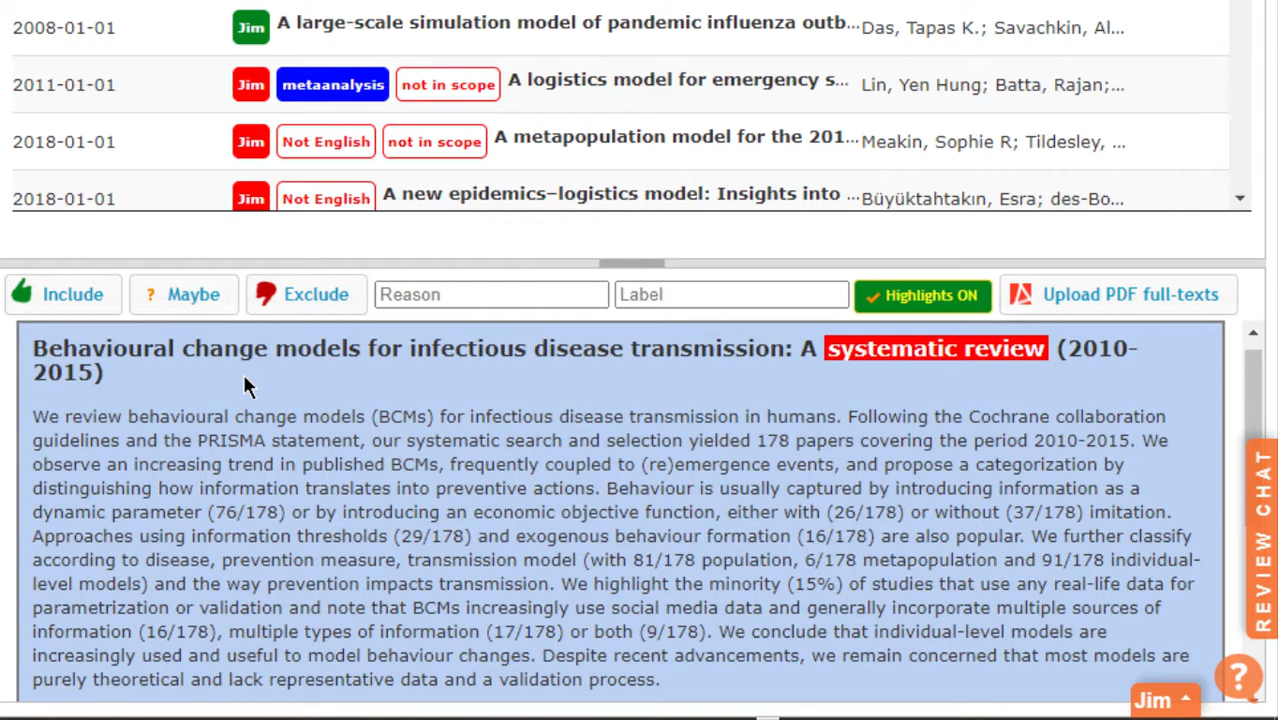 2008-01-01 Jim A large-scale simulation model of pandemic influenza outb... Das, Tapas K.; Savachkin, Al...
2011-01-01 Jim metaanalysis not in scope A logistics model for emergency s... Lin, Yen Hung; Batta, Rajan;...
2018-01-01 Jim Not English not in scope A metapopulation model for the 201... Meakin, Sophie R; Tildesley, ...
2018-01-01 Jim Not English A new epidemics–logistics model: Insights into ... Büyüktahtakın, Esra; des-Bo...
Include ? Maybe Exclude Reason Label Highlights ON Upload PDF full-texts
Behavioural change models for infectious disease transmission: A systematic review (2010-
2015)
We review behavioural change models (BCMs) for infectious disease transmission in humans. Following the Cochrane collaboration
guidelines and the PRISMA statement, our systematic search and selection yielded 178 papers covering the period 2010-2015. We
observe an increasing trend in published BCMs, frequently coupled to (re)emergence events, and propose a categorization by
distinguishing how information translates into preventive actions. Behaviour is usually captured by introducing information as a
dynamic parameter (76/178) or by introducing an economic objective function, either with (26/178) or without (37/178) imitation.
Approaches using information thresholds (29/178) and exogenous behaviour formation (16/178) are also popular. We further classify
according to disease, prevention measure, transmission model (with 81/178 population, 6/178 metapopulation and 91/178 individual-
level models) and the way prevention impacts transmission. We highlight the minority (15%) of studies that use any real-life data for
parametrization or validation and note that BCMs increasingly use social media data and generally incorporate multiple sources of
information (16/178), multiple types of information (17/178) or both (9/178). We conclude that individual-level models are
increasingly used and useful to model behaviour changes. Despite recent advancements, we remain concerned that most models are
purely theoretical and lack representative data and a validation process.
REVIEW CHAT
?
Jim